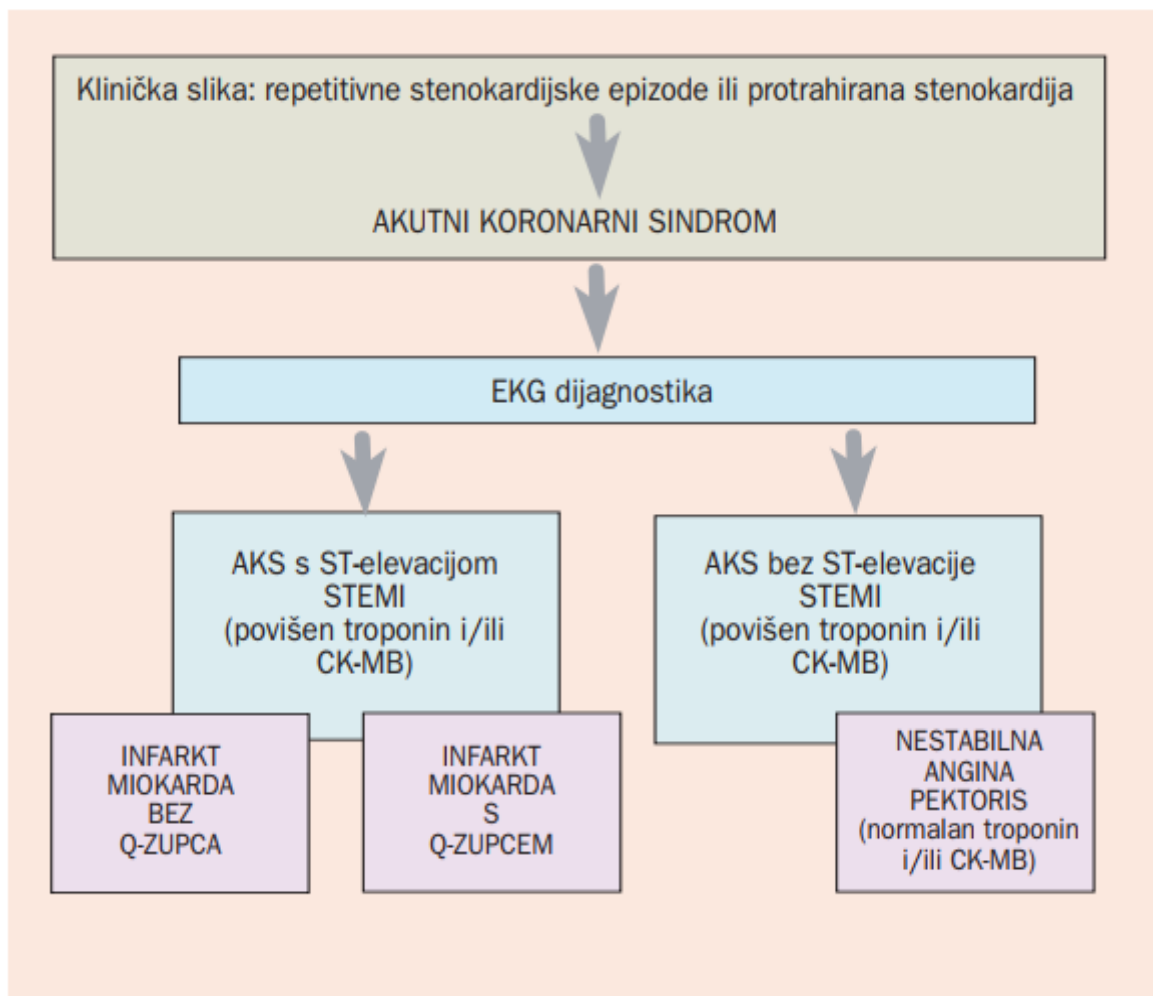 Klinička slika: repetitivne stenokardijske epizode ili protrahirana stenokardija
AKUTNI KORONARNI SINDROM
EKG dijagnostika
AKS s ST-elevacijom
STEMI
(povišen troponin i/ili
CK-MB)
AKS bez ST-elevacije
STEMI
(povišen troponin i/ili
CK-MB)
INFARKT
MIOKARDA
BEZ
Q-ZUPCA
INFARKT
MIOKARDA
S
Q-ZUPCEM
NESTABILNA
ANGINA
PEKTORIS
(normalan troponin
i/ili CK-MB)